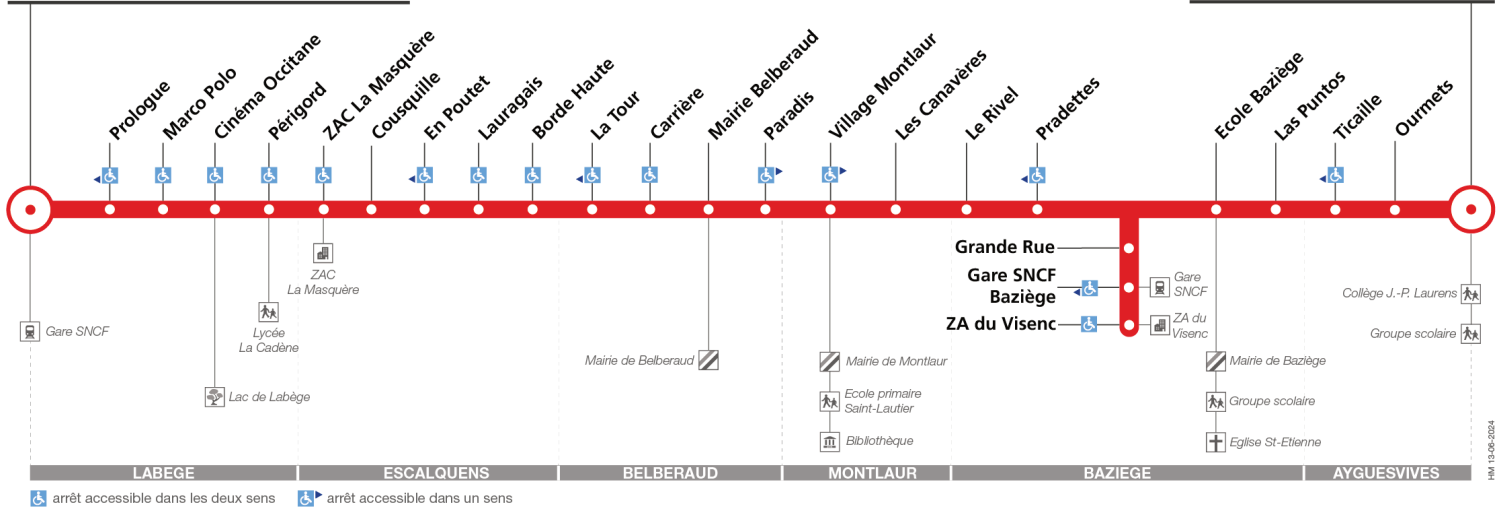 Prologue
Marco Polo
Cinéma Occitane
Périgord
ZAC La Masquère
Cousquille
En Poutet
Lauragais
Borde Haute
La Tour
Carrière
Mairie Belberaud
Paradis
Village Montlaur
Les Canavères
Le Rivel
Pradettes
Ecole Baziège
Las Puntos
Ticaille
Ourmets
Grande Rue
Gare SNCF
Baziège
ZA du Visenc
Gare
SNCF
ZA du
Visenc
Gare SNCF
Lac de Labège
Lycée
La Cadène
ZAC
La Masquère
Mairie de Belberaud
Mairie de Montlaur
Ecole primaire
Saint-Lautier
Bibliothèque
Mairie de Baziège
Groupe scolaire
Eglise St-Etienne
Collège J.-P. Laurens
Groupe scolaire
HM 13-06-2024
LABEGE
ESCALQUENS
BELBERAUD
MONTLAUR
BAZIEGE
AYGUESVIVES
arrêt accessible dans les deux sens
arrêt accessible dans un sens